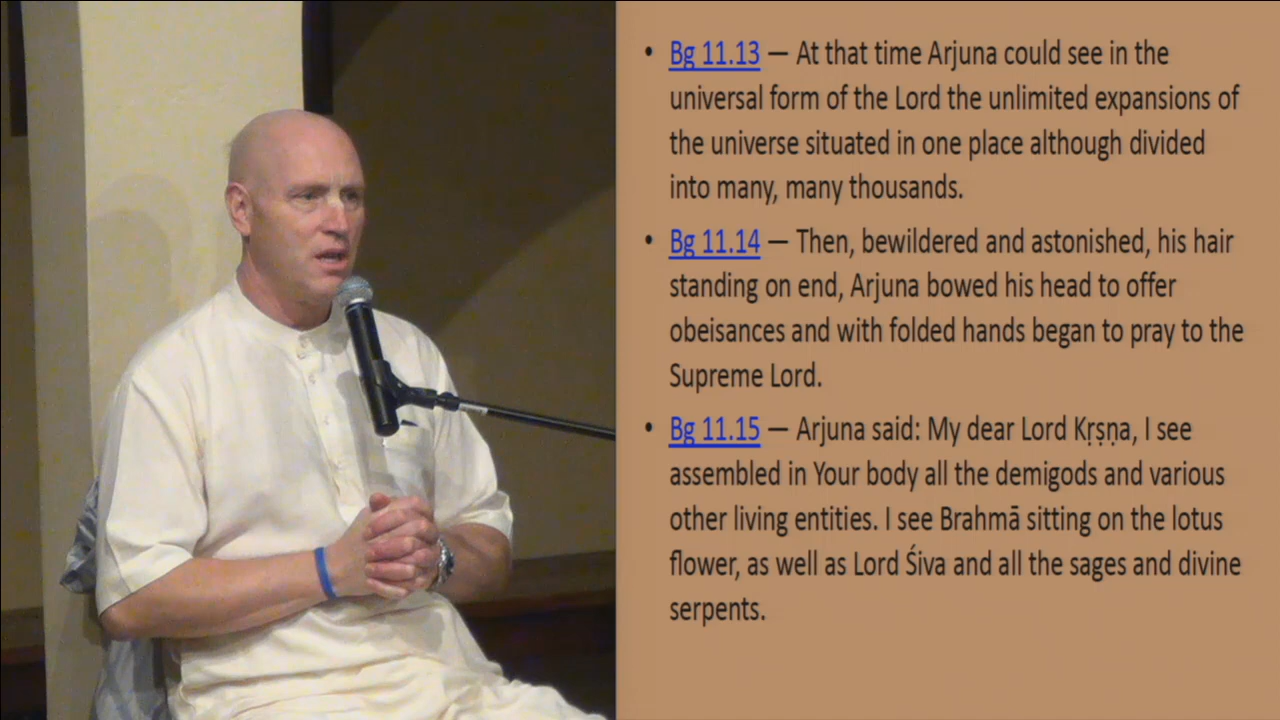 • Bg 11.13 — At that time Arjuna could see in the
universal form of the Lord the unlimited expansions of
the universe situated in one place although divided
into many, many thousands.
• Bg 11.14 — Then, bewildered and astonished, his hair
standing on end, Arjuna bowed his head to offer
obeisances and with folded hands began to pray to the
Supreme Lord.
• Bg 11.15 — Arjuna said: My dear Lord Kṛṣṇa, I see
assembled in Your body all the demigods and various
other living entities. I see Brahmā sitting on the lotus
flower, as well as Lord Śiva and all the sages and divine
serpents.